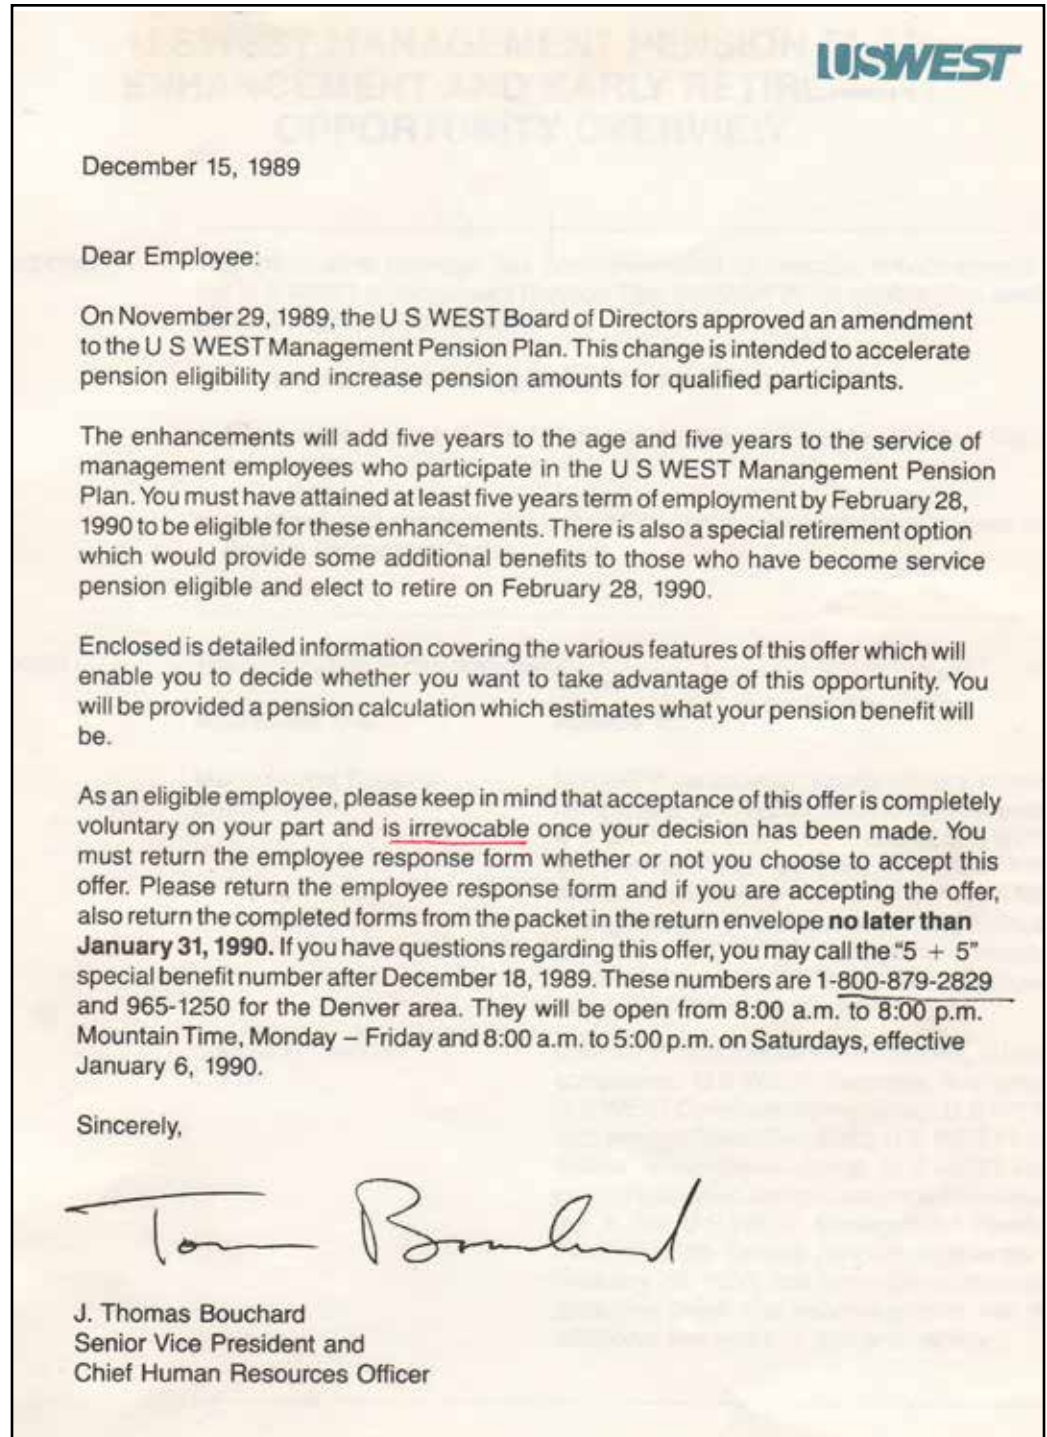 USWEST
December 15, 1989
Dear Employee:
On November 29, 1989, the U S WEST Board of Directors approved an amendment
to the U S WEST Management Pension Plan. This change is intended to accelerate
pension eligibility and increase pension amounts for qualified participants.
The enhancements will add five years to the age and five years to the service of
management employees who participate in the U S WEST Manangement Pension
Plan. You must have attained at least five years term of employment by February 28,
1990 to be eligible for these enhancements. There is also a special retirement option
which would provide some additional benefits to those who have become service
pension eligible and elect to retire on February 28, 1990.
Enclosed is detailed information covering the various features of this offer which will
enable you to decide whether you want to take advantage of this opportunity. You
will be provided a pension calculation which estimates what your pension benefit will
be.
As an eligible employee, please keep in mind that acceptance of this offer is completely
voluntary on your part and is irrevocable once your decision has been made. You
must return the employee response form whether or not you choose to accept this
offer. Please return the employee response form and if you are accepting the offer,
also return the completed forms from the packet in the return envelope no later than
January 31, 1990. If you have questions regarding this offer, you may call the "5 + 5"
special benefit number after December 18, 1989. These numbers are 1-800-879-2829
and 965-1250 for the Denver area. They will be open from 8:00 a.m. to 8:00 p.m.
Mountain Time, Monday – Friday and 8:00 a.m. to 5:00 p.m. on Saturdays, effective
January 6, 1990.
Sincerely,
Tom Bouchard
J. Thomas Bouchard
Senior Vice President and
Chief Human Resources Officer